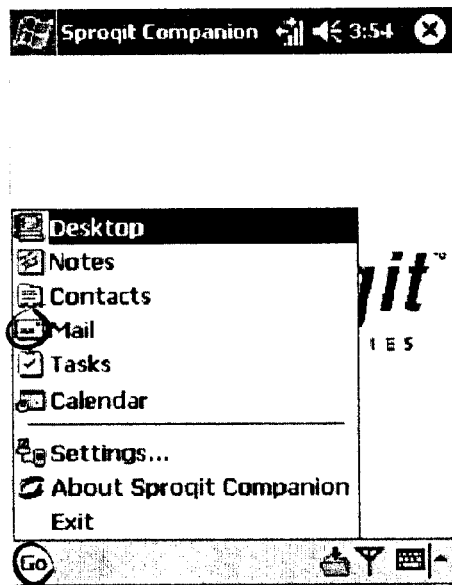 Sproqit Companion 3:54
Desktop
Notes
Contacts
Mail
Tasks
Calendar
Settings...
About Sproqit Companion
Exit
Go